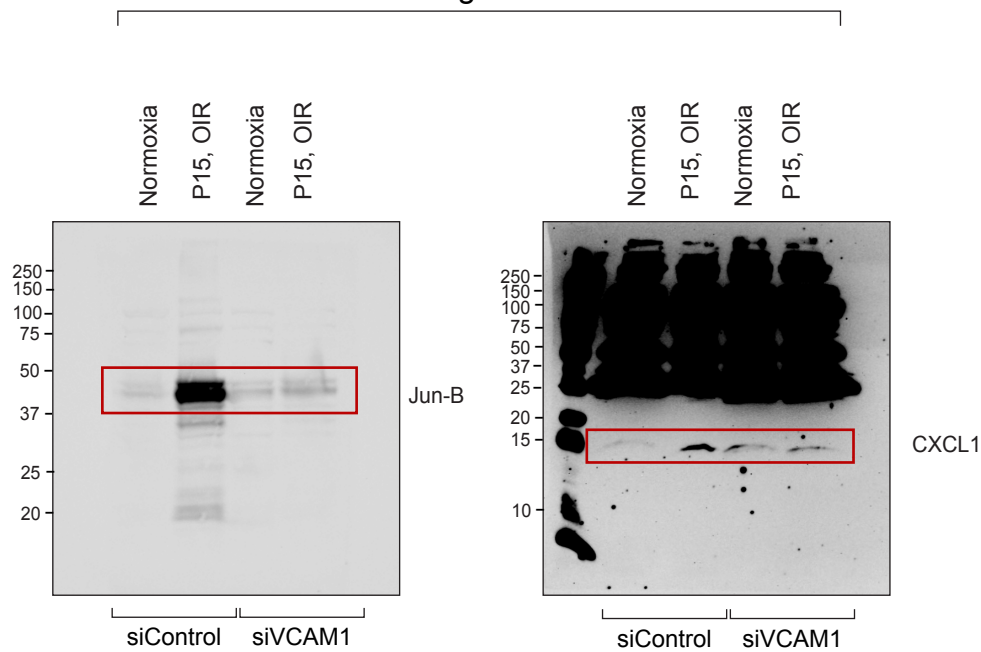 Normoxia
P15, OIR
Normoxia
P15, OIR
Normoxia
P15, OIR
Normoxia
P15, OIR
250
150
100
75
50
37
25
20
Jun-B
250
150
100
75
50
37
25
20
15
10
CXCL1
siControl
siVCAM1
siControl
siVCAM1